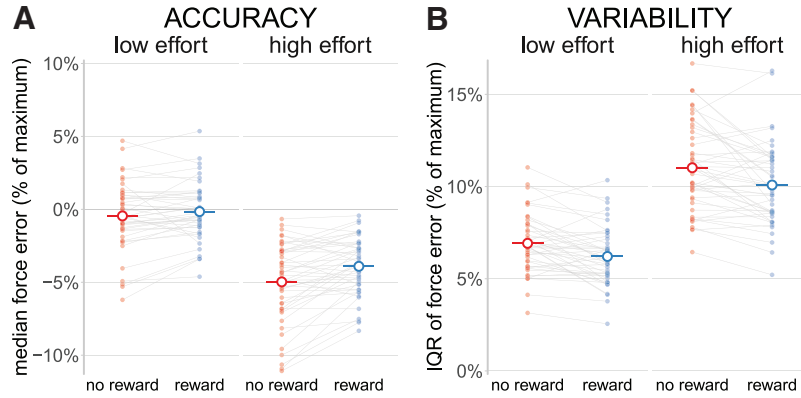 A ACCURACY
low effort high effort
median force error (% of maximum)
10%
5%
0%
−5%
−10%
no reward reward no reward reward
B VARIABILITY
low effort high effort
IQR of force error (% of maximum)
15%
10%
5%
0%
no reward reward no reward reward